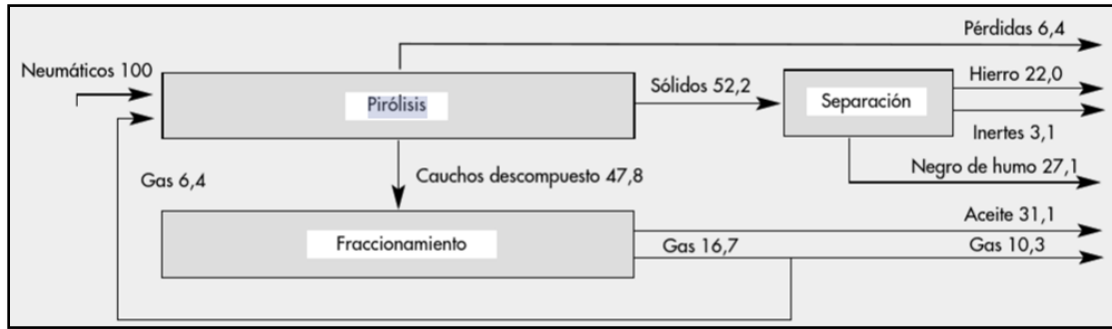 Pérdidas 6,4
Neumáticos 100
Pirólisis
Sólidos 52,2
Separación
Hierro 22,0
Inertes 3,1
Negro de humo 27,1
Gas 6,4
Cauchos descompuesto 47,8
Fraccionamiento
Aceite 31,1
Gas 16,7
Gas 10,3